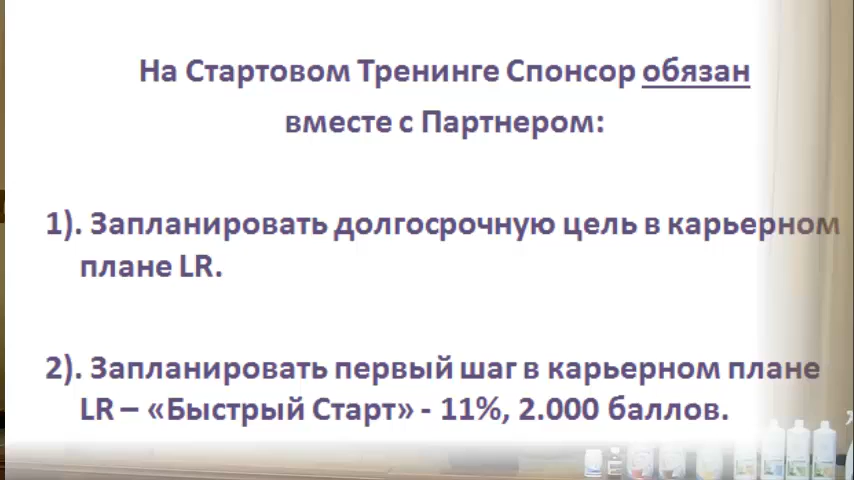 На Стартовом Тренинге Спонсор обязан
вместе с Партнером:
1). Запланировать долгосрочную цель в карьерном
плане LR.
2). Запланировать первый шаг в карьерном плане
LR – «Быстрый Старт» - 11%, 2.000 баллов.